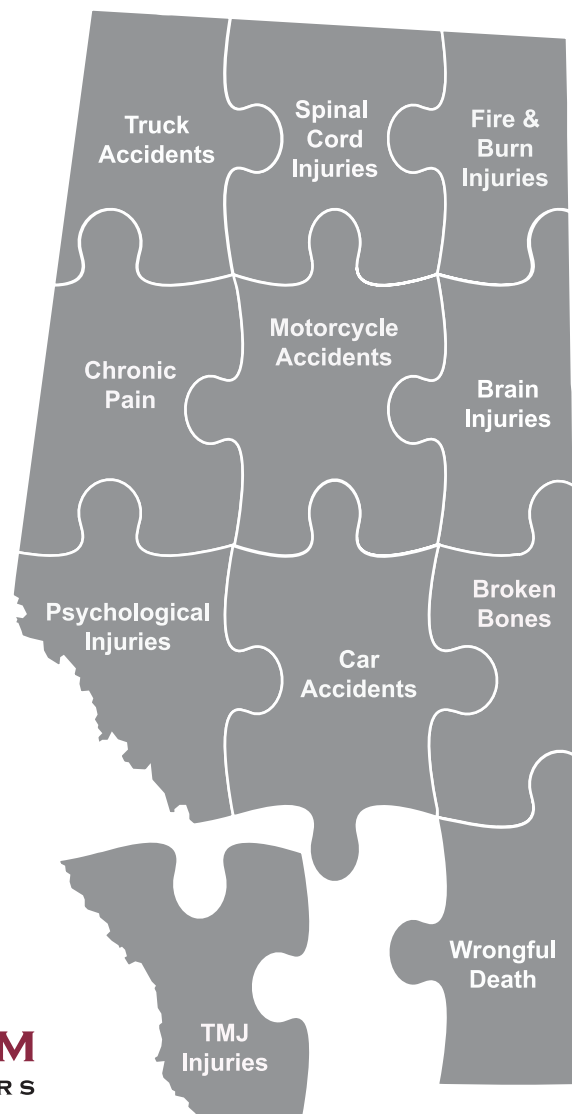 Truck
Accidents
Spinal
Cord
Injuries
Fire &
Burn
Injuries
Chronic
Pain
Motorcycle
Accidents
Brain
Injuries
Psychological
Injuries
Car
Accidents
Broken
Bones
TMJ
Injuries
Wrongful
Death
M
RS